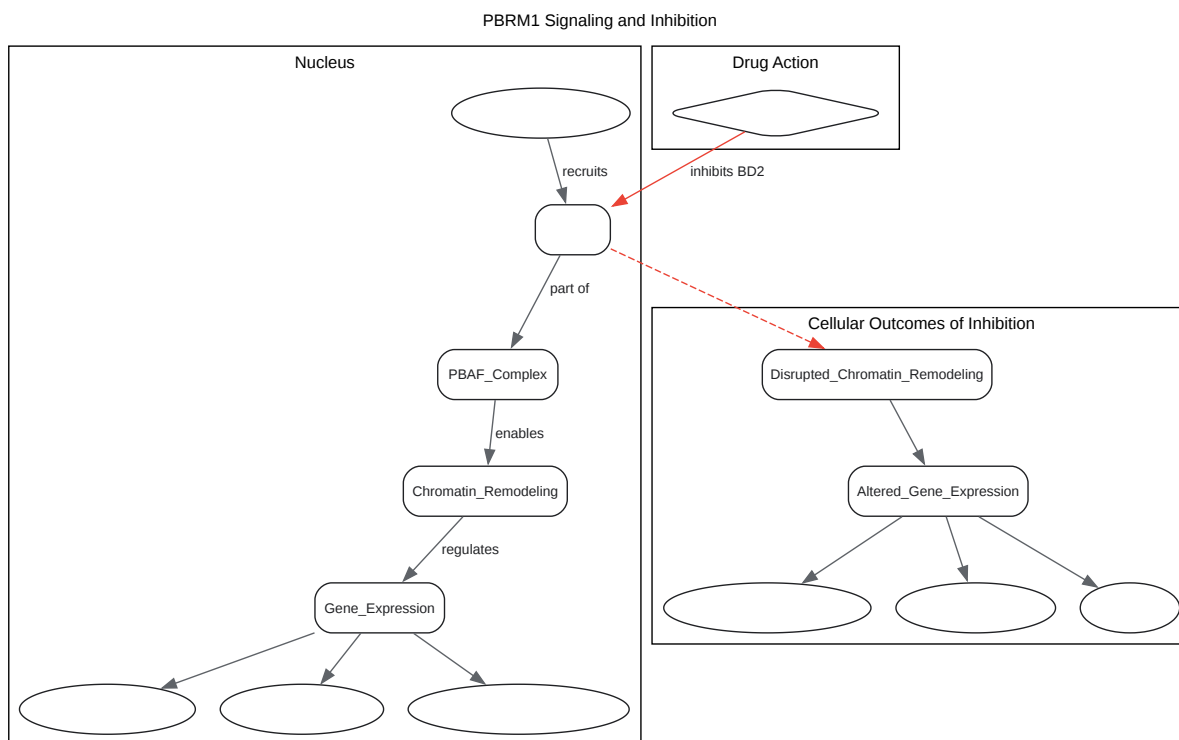 PBRM1 Signaling and Inhibition
Nucleus
Drug Action
recruits
inhibits BD2
part of
Cellular Outcomes of Inhibition
PBAF_Complex
Disrupted_Chromatin_Remodeling
enables
Chromatin_Remodeling
Altered_Gene_Expression
regulates
Gene_Expression